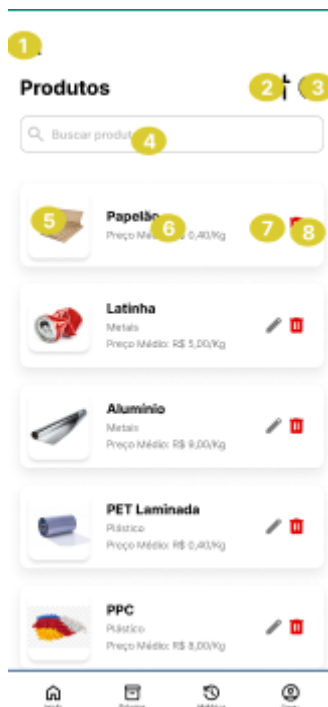 1
Produtos
2
3
Buscar
4
5
Papelão
6
Preço
0,40/Kg
7
8
Latinha
Metais
Preço Médio: R$ 5,00/Kg
Alumínio
Metais
Preço Médio: R$ 9,00/Kg
PET Laminada
Plástico
Preço Médio: R$ 0,40/Kg
PPC
Plástico
Preço Médio: R$ 8,00/Kg